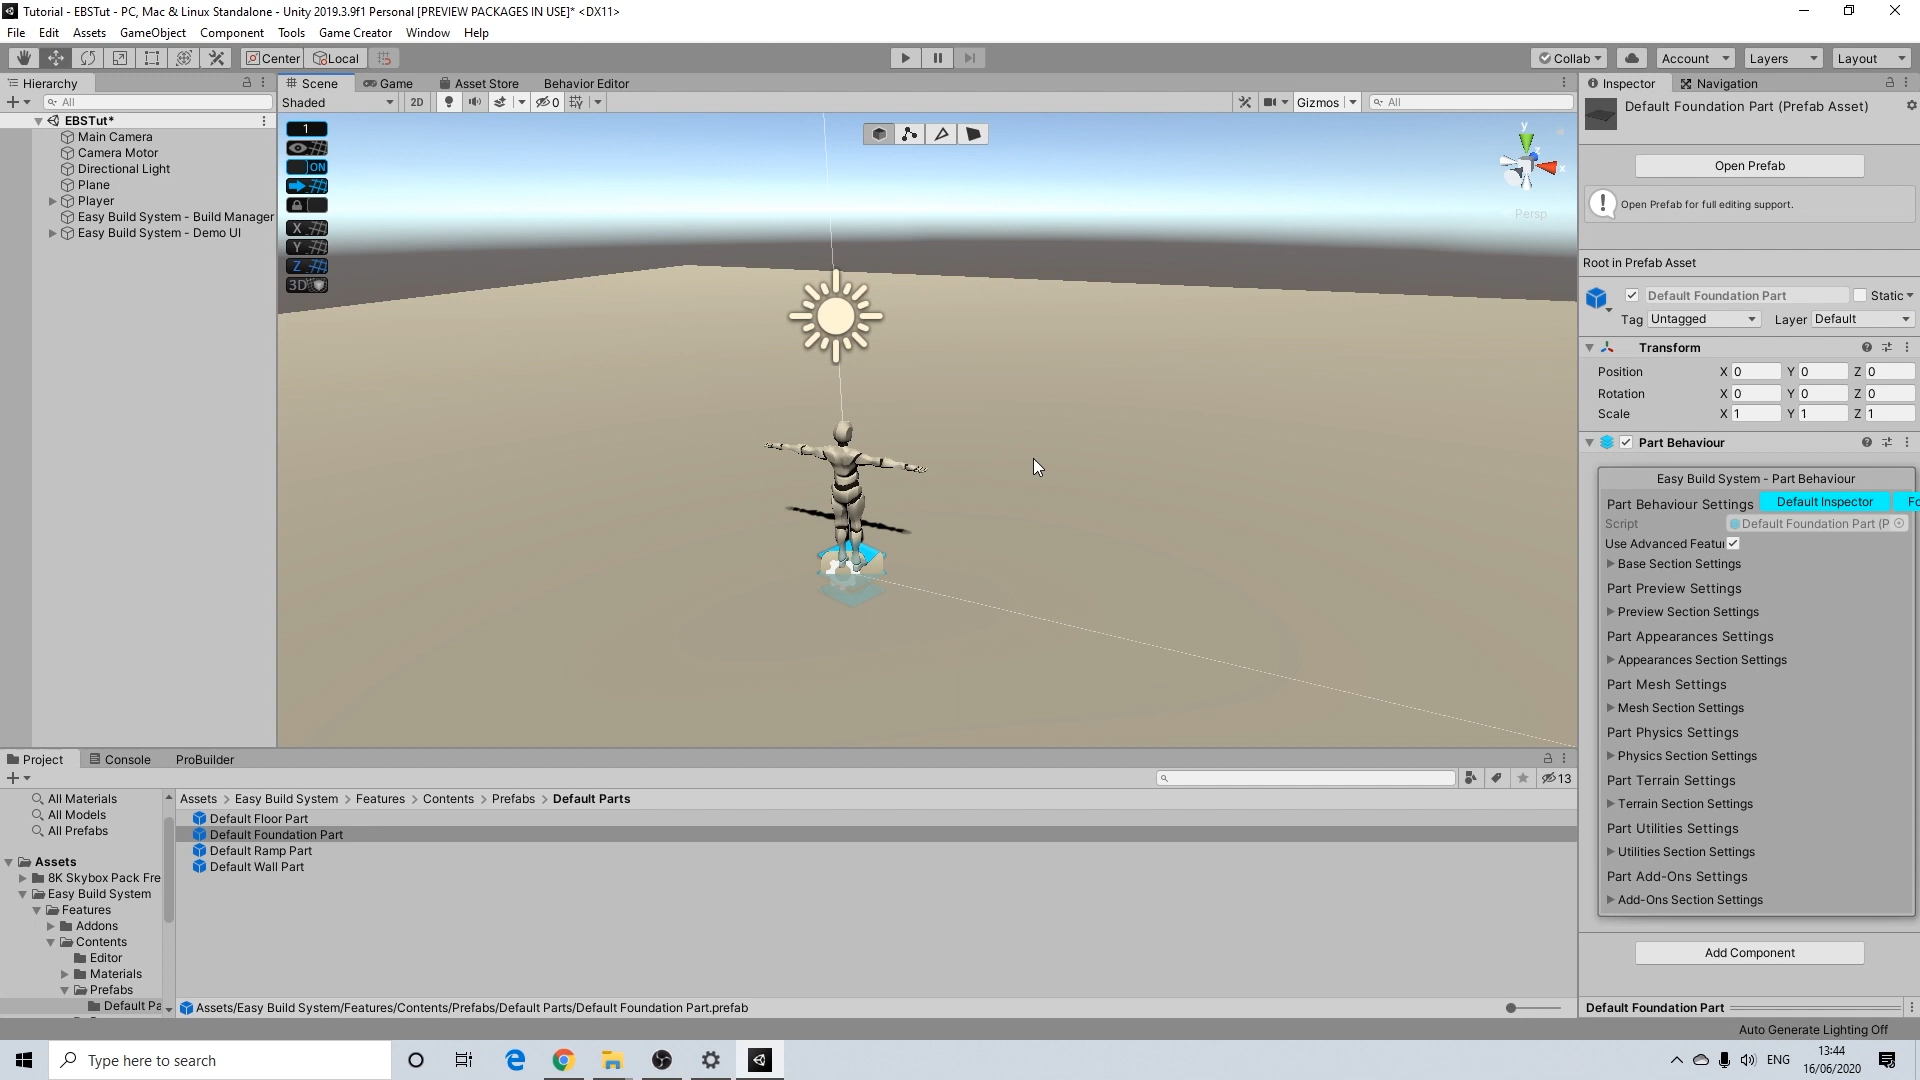 Tutorial - EBSTut - PC, Mac & Linux Standalone - Unity 2019.3.9f1 Personal [PREVIEW PACKAGES IN USE]* <DX11>
File Edit Assets GameObject Component Tools Game Creator Window Help
Center Local Collab Account Layers Layout
Hierarchy
All
EBSTut*
Main Camera
Camera Motor
Directional Light
Plane
Player
Easy Build System - Build Manager
Easy Build System - Demo UI
Scene Game Asset Store Behavior Editor
Shaded 2D 0 Gizmos All
1
ON
X
Y
Z
3D
y
x
Persp
Inspector Navigation
Default Foundation Part (Prefab Asset)
Open Prefab
Open Prefab for full editing support.
Root in Prefab Asset
Default Foundation Part Static
Tag Untagged Layer Default
Transform
Position X 0 Y 0 Z 0
Rotation X 0 Y 0 Z 0
Scale X 1 Y 1 Z 1
Part Behaviour
Easy Build System - Part Behaviour
Part Behaviour Settings Default Inspector Fo
Script Default Foundation Part (P
Use Advanced Featu
Base Section Settings
Part Preview Settings
Preview Section Settings
Part Appearances Settings
Appearances Section Settings
Part Mesh Settings
Mesh Section Settings
Part Physics Settings
Physics Section Settings
Part Terrain Settings
Terrain Section Settings
Part Utilities Settings
Utilities Section Settings
Part Add-Ons Settings
Add-Ons Section Settings
Add Component
Default Foundation Part
Project Console ProBuilder
13
All Materials
All Models
All Prefabs
Assets
8K Skybox Pack Fre
Easy Build System
Features
Addons
Contents
Editor
Materials
Prefabs
Default Pa
Assets > Easy Build System > Features > Contents > Prefabs > Default Parts
Default Floor Part
Default Foundation Part
Default Ramp Part
Default Wall Part
Assets/Easy Build System/Features/Contents/Prefabs/Default Parts/Default Foundation Part.prefab
Auto Generate Lighting Off
Type here to search
ENG
13:44
16/06/2020